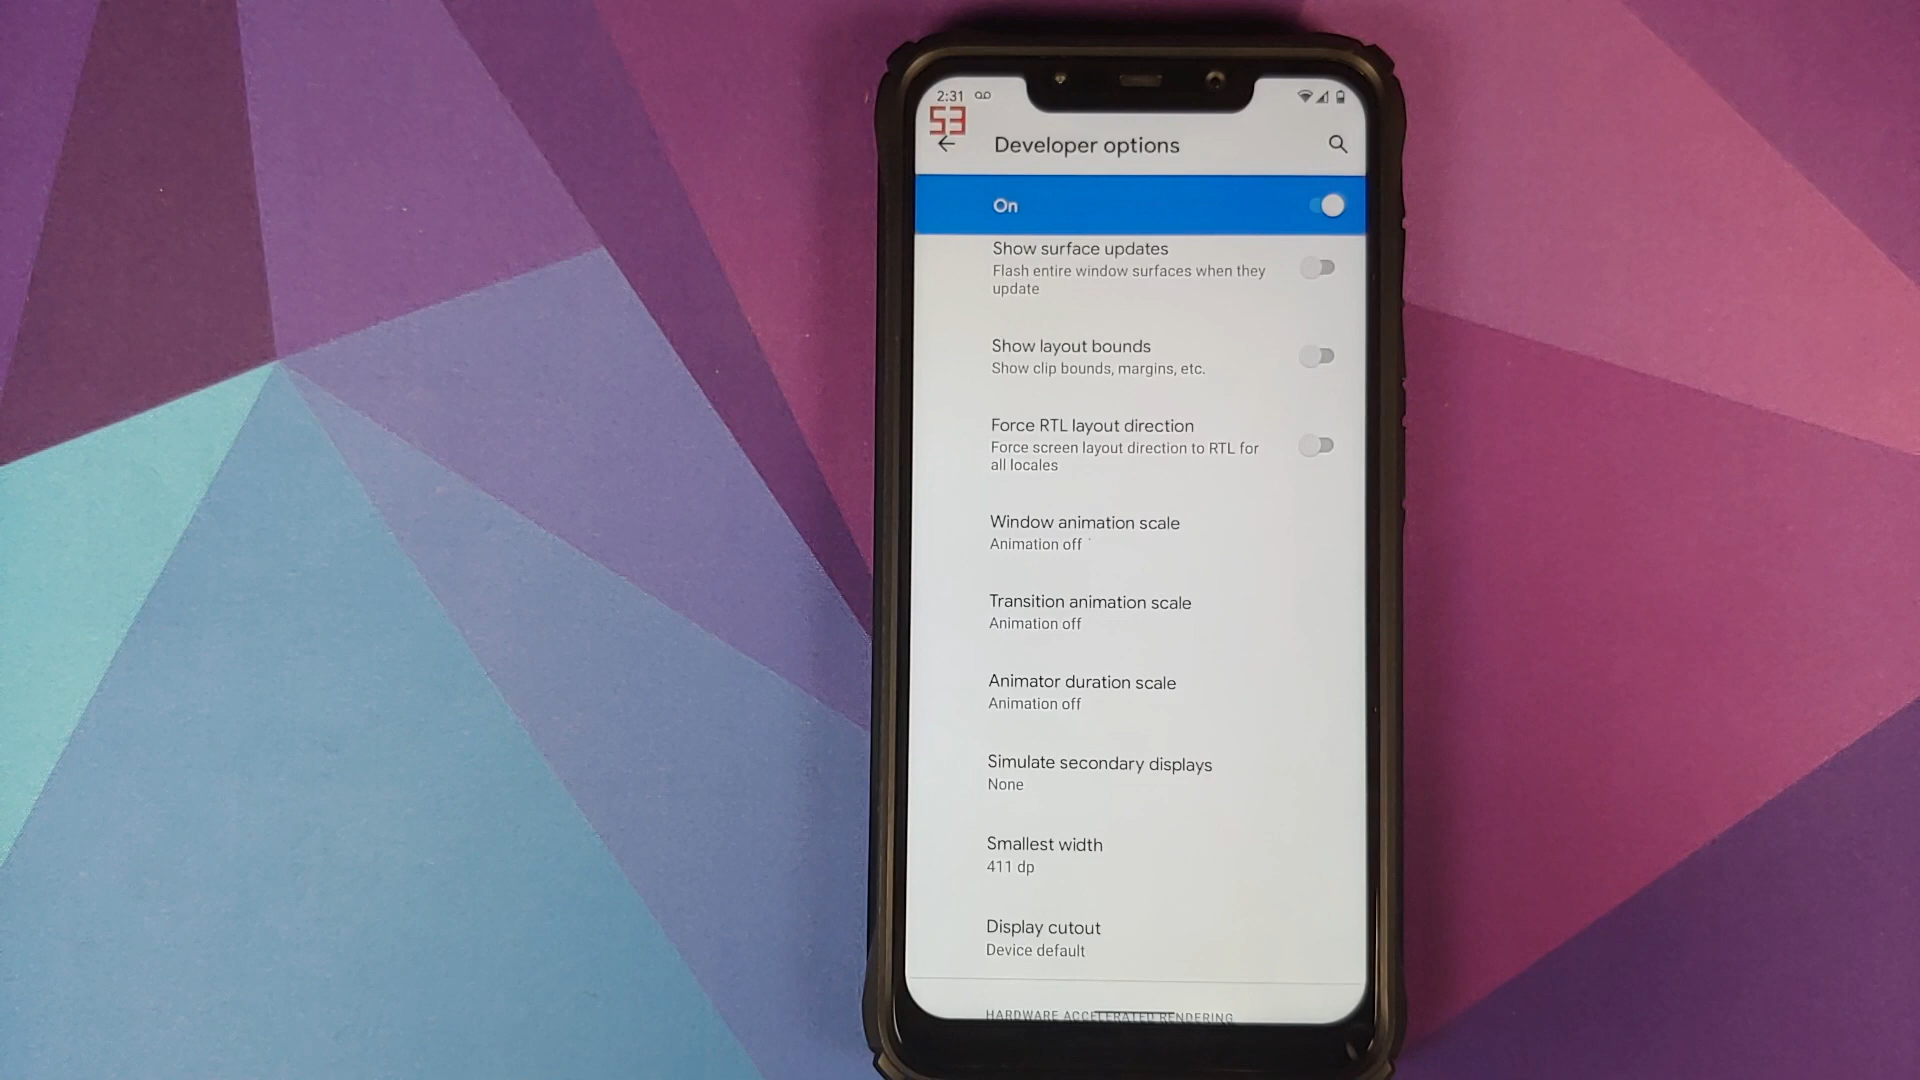 2:31
53
Developer options
On
Show surface updates
Flash entire window surfaces when they
update
Show layout bounds
Show clip bounds, margins, etc.
Force RTL layout direction
Force screen layout direction to RTL for
all locales
Window animation scale
Animation off
Transition animation scale
Animation off
Animator duration scale
Animation off
Simulate secondary displays
None
Smallest width
411 dp
Display cutout
Device default
HARDWARE ACCELERATED RENDERING